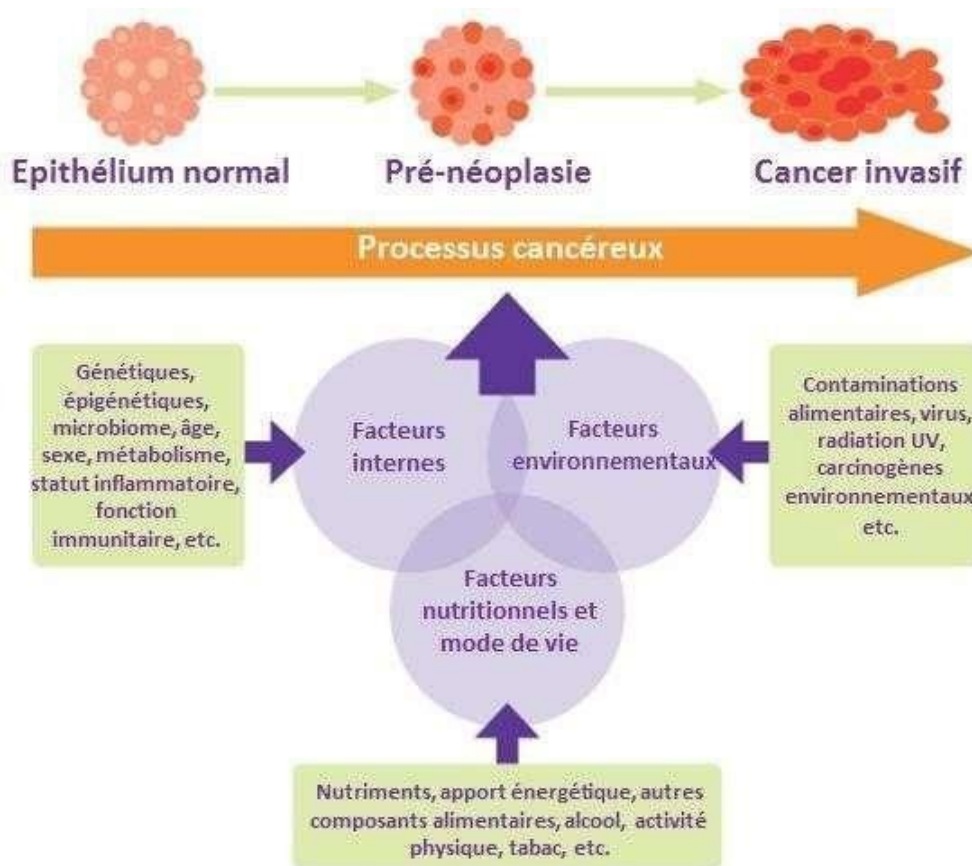 Epithélium normal
Pré-néoplasie
Cancer invasif
Processus cancéreux
Génétiques,
épigénétiques,
microbiome, âge,
sexe, métabolisme,
statut inflammatoire,
fonction
immunitaire, etc.
Facteurs
internes
Facteurs
environnementaux
Contaminations
alimentaires, virus,
radiation UV,
carcinogènes
environnementaux
etc.
Facteurs
nutritionnels et
mode de vie
Nutriments, apport énergétique, autres
composants alimentaires, alcool, activité
physique, tabac, etc.